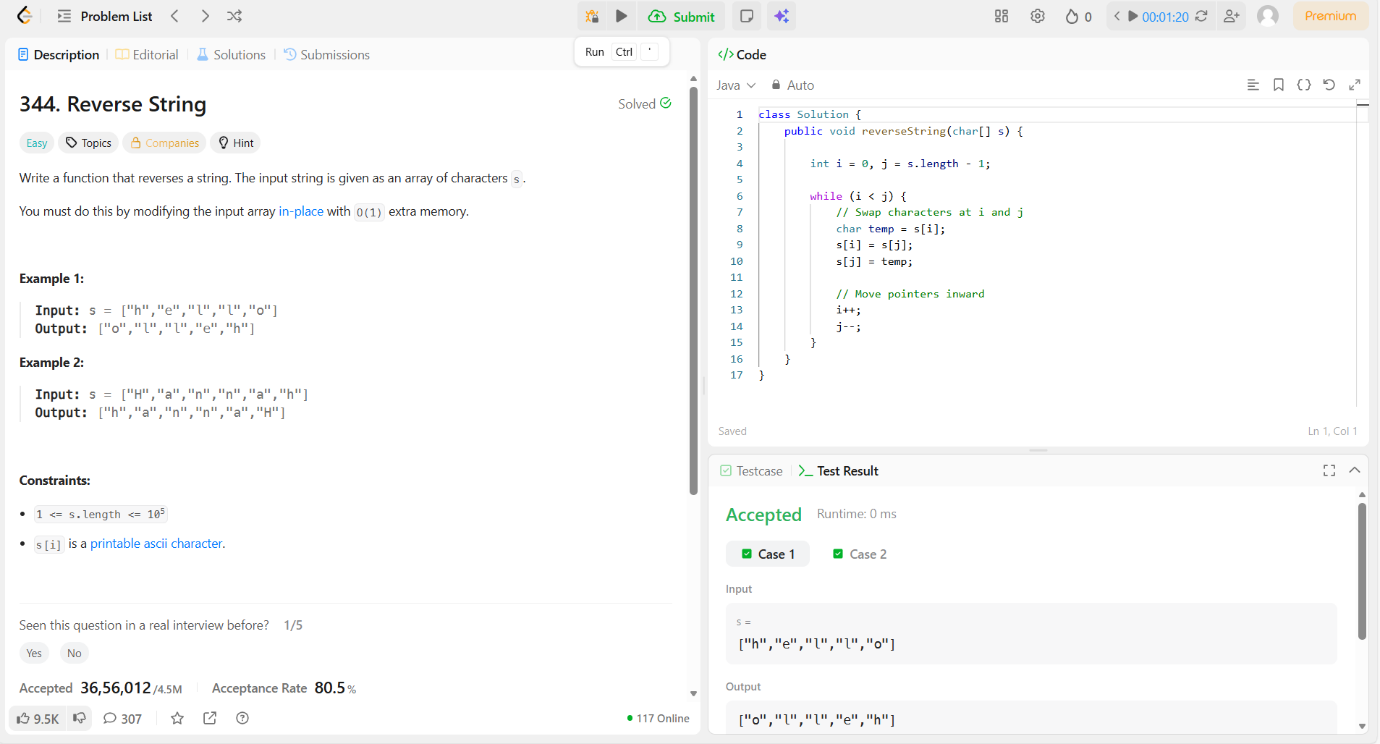 Problem List
Submit
0
00:01:20
Premium
Run Ctrl '
Description
Editorial
Solutions
Submissions
344. Reverse String
Solved
Easy
Topics
Companies
Hint
Write a function that reverses a string. The input string is given as an array of characters s.
You must do this by modifying the input array in-place with O(1) extra memory.
Example 1:
Input: s = ["h","e","l","l","o"]
Output: ["o","l","l","e","h"]
Example 2:
Input: s = ["H","a","n","n","a","h"]
Output: ["h","a","n","n","a","H"]
Constraints:
• 1 <= s.length <= 10⁵
• s[i] is a printable ascii character.
Seen this question in a real interview before? 1/5
Yes No
Accepted 36,56,012/4.5M Acceptance Rate 80.5%
9.5K 307 117 Online
</> Code
Java Auto
1 class Solution {
2 public void reverseString(char[] s) {
3
4 int i = 0, j = s.length - 1;
5
6 while (i < j) {
7 // Swap characters at i and j
8 char temp = s[i];
9 s[i] = s[j];
10 s[j] = temp;
11
12 // Move pointers inward
13 i++;
14 j--;
15 }
16 }
17 }
Saved Ln 1, Col 1
Testcase >_ Test Result
Accepted Runtime: 0 ms
Case 1 Case 2
Input
s =
["h","e","l","l","o"]
Output
["o","l","l","e","h"]